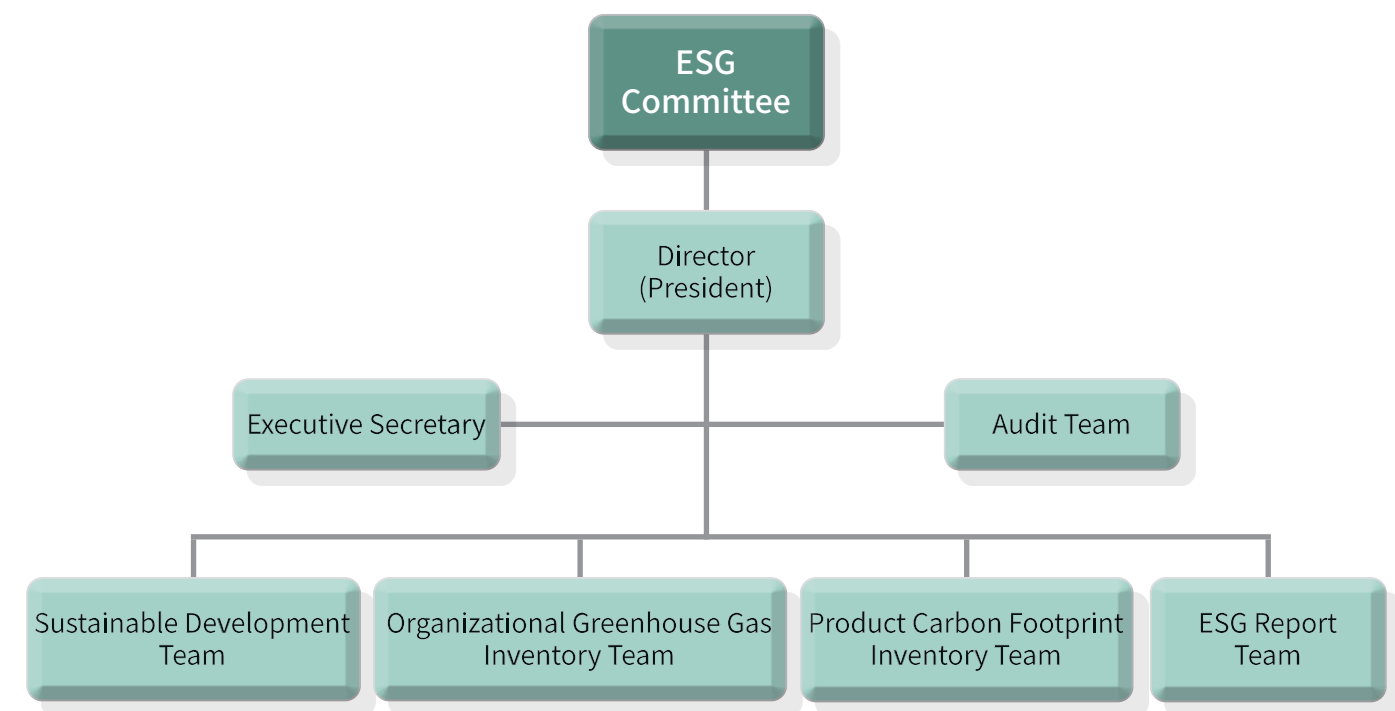 ESG
Committee
Director
(President)
Executive Secretary
Audit Team
Sustainable Development
Team
Organizational Greenhouse Gas
Inventory Team
Product Carbon Footprint
Inventory Team
ESG Report
Team